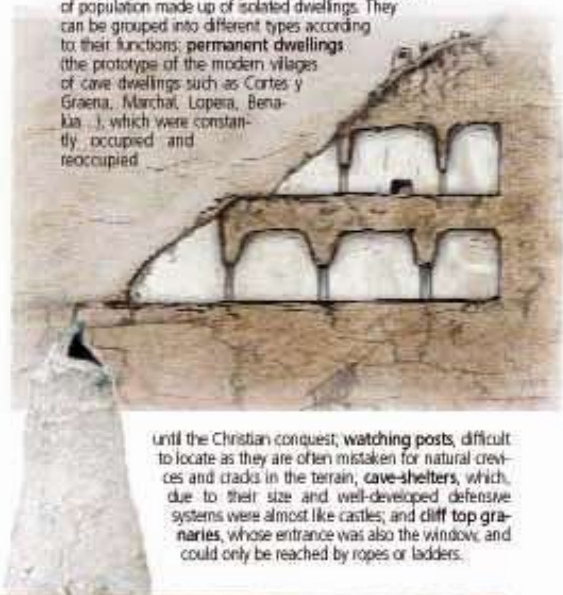 of population made up of isolated dwellings. They
can be grouped into different types according
to their functions: permanent dwellings
(the prototype of the modern villages
of cave dwellings such as Cortes y
Graena, Marchal, Lopera, Bena-
lúa ...), which were constan-
tly occupied and
reoccupied
until the Christian conquest; watching posts, difficult
to locate as they are often mistaken for natural crevi-
ces and cracks in the terrain; cave-shelters, which,
due to their size and well-developed defensive
systems were almost like castles; and cliff top gra-
naries, whose entrance was also the window, and
could only be reached by ropes or ladders.